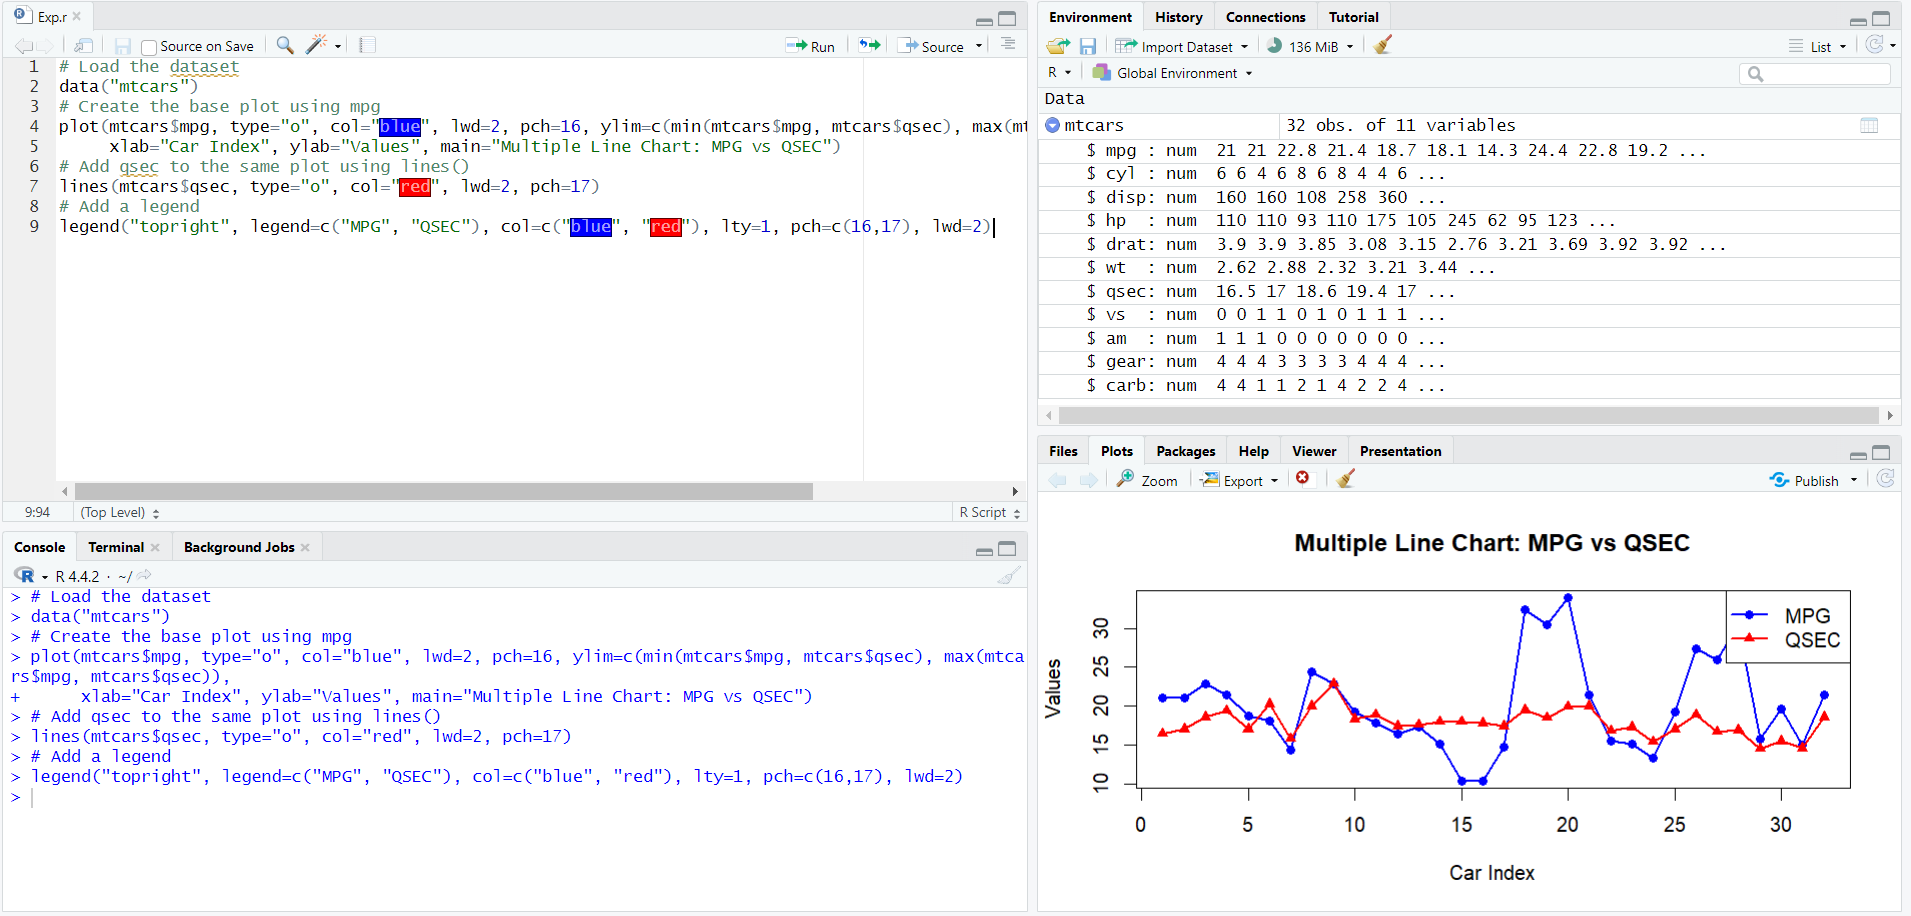 Exp.r
Source on Save
Run
Source
1 # Load the dataset
2 data("mtcars")
3 # Create the base plot using mpg
4 plot(mtcars$mpg, type="o", col="blue", lwd=2, pch=16, ylim=c(min(mtcars$mpg, mtcars$qsec), max(mt
5      xlab="Car Index", ylab="Values", main="Multiple Line Chart: MPG vs QSEC")
6 # Add qsec to the same plot using lines()
7 lines(mtcars$qsec, type="o", col="red", lwd=2, pch=17)
8 # Add a legend
9 legend("topright", legend=c("MPG", "QSEC"), col=c("blue", "red"), lty=1, pch=c(16,17), lwd=2)
9:94 (Top Level) R Script
Console Terminal Background Jobs
R R 4.4.2 · ~/
> # Load the dataset
> data("mtcars")
> # Create the base plot using mpg
> plot(mtcars$mpg, type="o", col="blue", lwd=2, pch=16, ylim=c(min(mtcars$mpg, mtcars$qsec), max(mtca
rs$mpg, mtcars$qsec)),
+      xlab="Car Index", ylab="Values", main="Multiple Line Chart: MPG vs QSEC")
> # Add qsec to the same plot using lines()
> lines(mtcars$qsec, type="o", col="red", lwd=2, pch=17)
> # Add a legend
> legend("topright", legend=c("MPG", "QSEC"), col=c("blue", "red"), lty=1, pch=c(16,17), lwd=2)
>
Environment History Connections Tutorial
Import Dataset 136 MiB List
R Global Environment
Data
mtcars 32 obs. of 11 variables
$ mpg : num 21 21 22.8 21.4 18.7 18.1 14.3 24.4 22.8 19.2 ...
$ cyl : num 6 6 4 6 8 6 8 4 4 6 ...
$ disp: num 160 160 108 258 360 ...
$ hp : num 110 110 93 110 175 105 245 62 95 123 ...
$ drat: num 3.9 3.9 3.85 3.08 3.15 2.76 3.21 3.69 3.92 3.92 ...
$ wt : num 2.62 2.88 2.32 3.21 3.44 ...
$ qsec: num 16.5 17 18.6 19.4 17 ...
$ vs : num 0 0 1 1 0 1 0 1 1 1 ...
$ am : num 1 1 1 0 0 0 0 0 0 0 ...
$ gear: num 4 4 4 3 3 3 3 4 4 4 ...
$ carb: num 4 4 1 1 2 1 4 2 2 4 ...
Files Plots Packages Help Viewer Presentation
Zoom Export Publish
Multiple Line Chart: MPG vs QSEC
MPG
QSEC
Values
30
25
20
15
10
0 5 10 15 20 25 30
Car Index